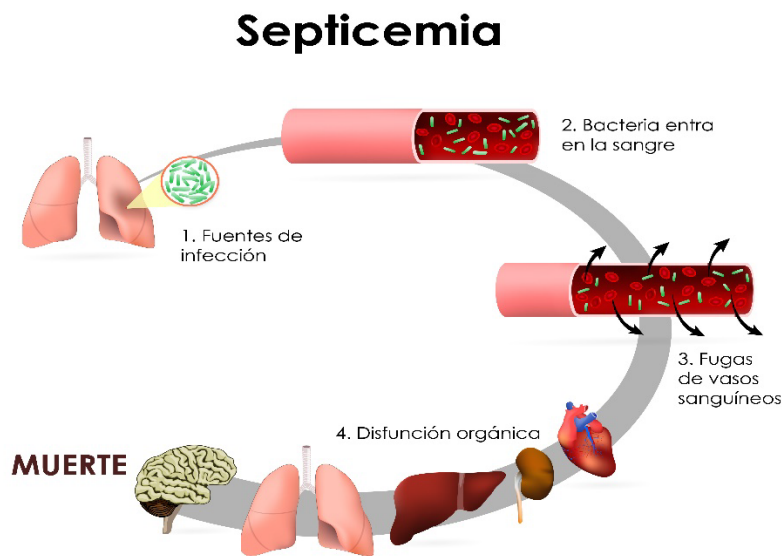 Septicemia
2. Bacteria entra
en la sangre
1. Fuentes de
infección
3. Fugas
de vasos
sanguíneos
4. Disfunción orgánica
MUERTE